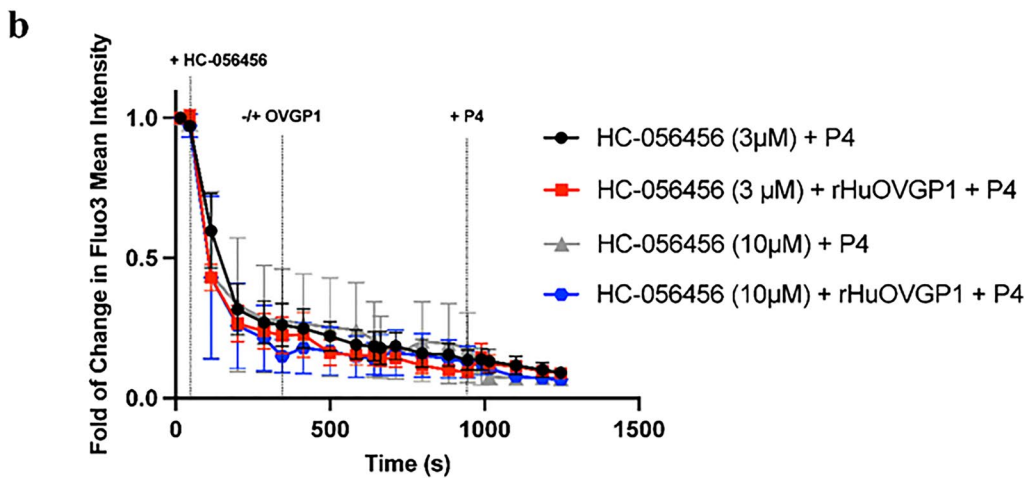 b
Fold of Change in Fluo3 Mean Intensity
+ HC-056456
-/+ OVGP1
+ P4
1.0
0.5
0.0
0
500
1000
1500
Time (s)
HC-056456 (3µM) + P4
HC-056456 (3 µM) + rHuOVGP1 + P4
HC-056456 (10µM) + P4
HC-056456 (10µM) + rHuOVGP1 + P4